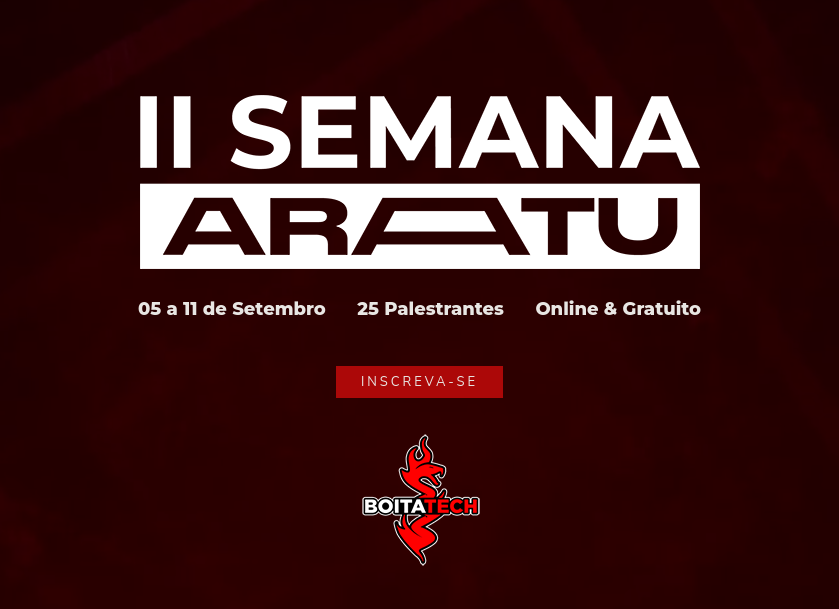 II SEMANA
ARATU
05 a 11 de Setembro 25 Palestrantes Online & Gratuito
INSCREVA-SE
BOITATECH